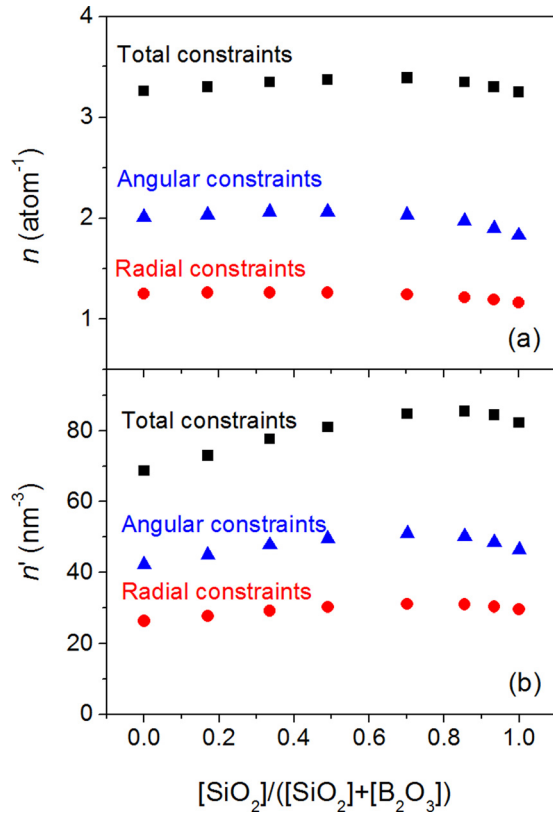 4
Total constraints
3
n (atom⁻¹)
Angular constraints
2
Radial constraints
1
(a)
80
Total constraints
60
n' (nm⁻³)
Angular constraints
40
Radial constraints
20
(b)
0
0.0 0.2 0.4 0.6 0.8 1.0
[SiO₂]/([SiO₂]+[B₂O₃])